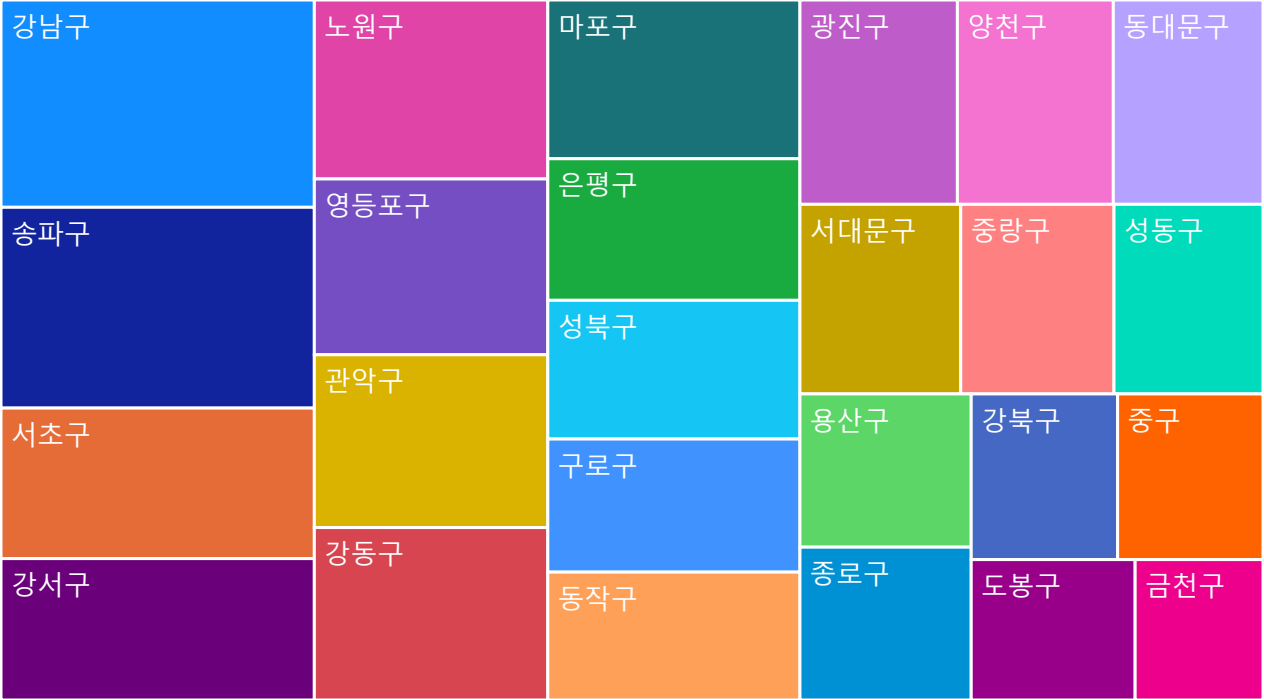 강남구
송파구
서초구
강서구
노원구
영등포구
관악구
강동구
마포구
은평구
성북구
구로구
동작구
광진구
양천구
동대문구
서대문구
중랑구
성동구
용산구
종로구
강북구
중구
도봉구
금천구